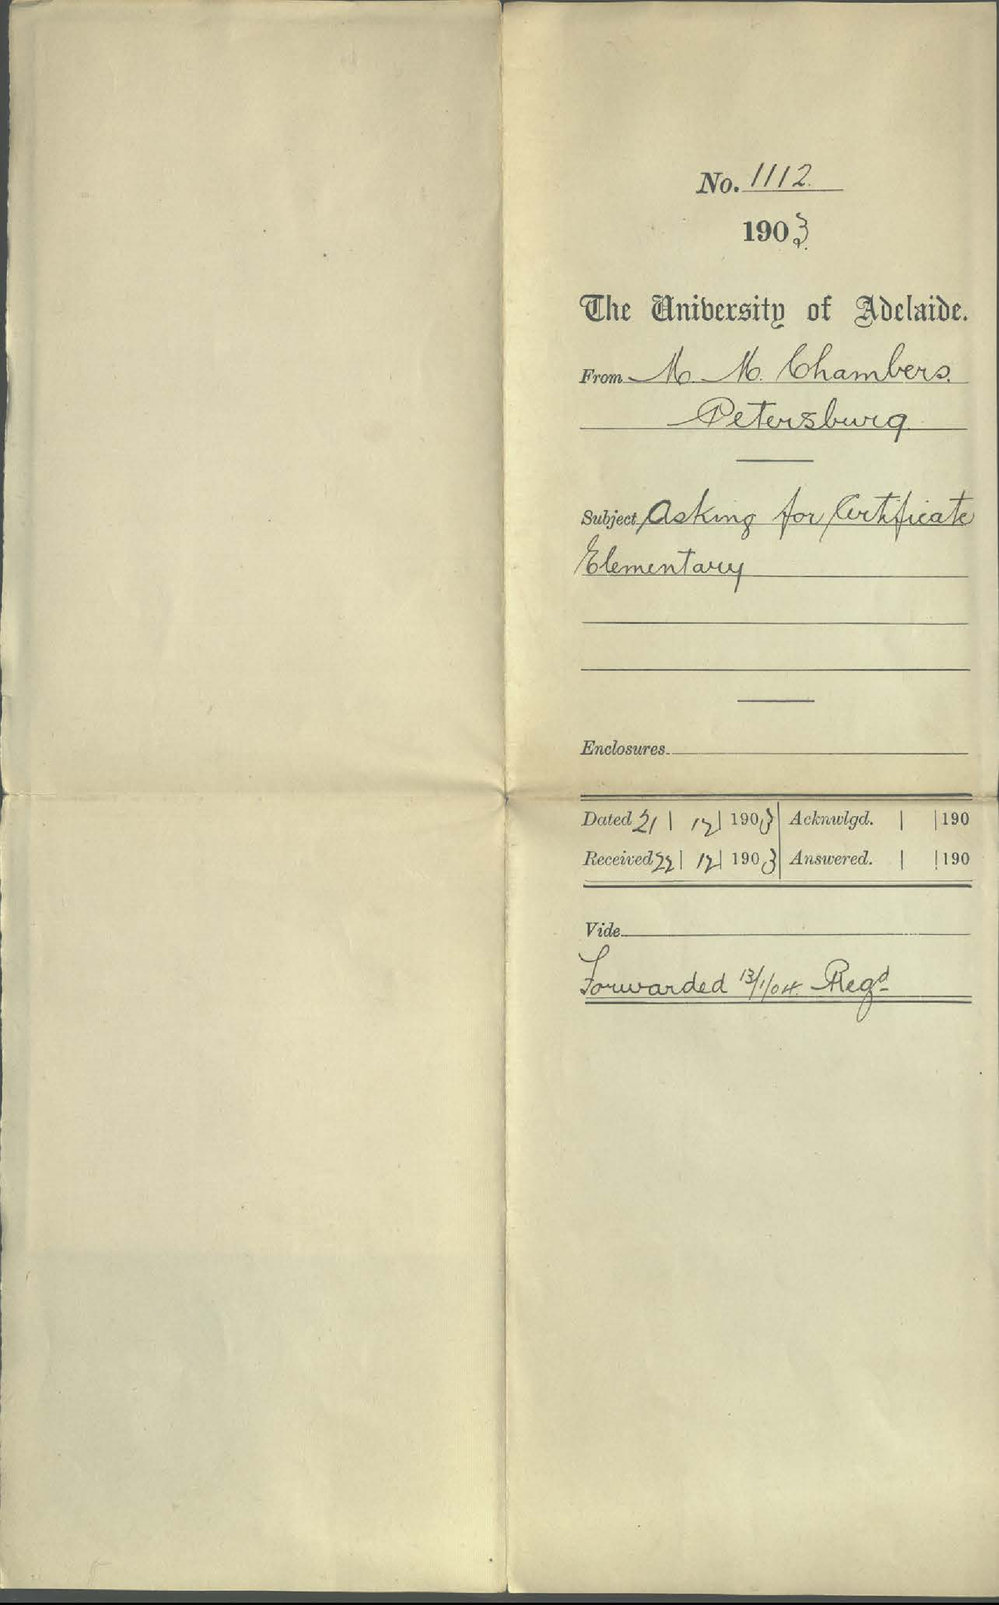 No. 1112.
1903.
The University of Adelaide.
From M. M. Chambers.
Petersburg
Subject Asking for Certificate
Elementary
Enclosures.
Dated 21 | 12 | 1903 Acknwlgd. | | 190
Received 22 | 12 | 1903 Answered. | | 190
Vide
Forwarded 13/1/04. Regd